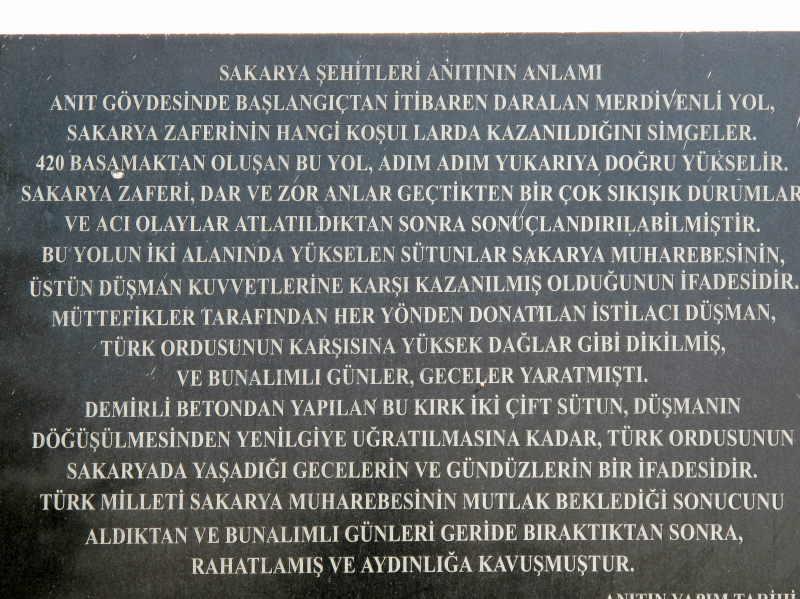 SAKARYA ŞEHİTLERİ ANITININ ANLAMI
ANIT GÖVDESİNDE BAŞLANGIÇTAN İTİBAREN DARALAN MERDİVENLİ YOL,
SAKARYA ZAFERİNİN HANGİ KOŞULLARDA KAZANILDIĞINI SİMGELER.
420 BASAMAKTAN OLUŞAN BU YOL, ADIM ADIM YUKARIYA DOĞRU YÜKSELİR.
SAKARYA ZAFERİ, DAR VE ZOR ANLAR GEÇTİKTEN BİR ÇOK SIKIŞIK DURUMLAR
VE ACI OLAYLAR ATLATILDIKTAN SONRA SONUÇLANDIRILABİLMİŞTİR.
BU YOLUN İKİ ALANINDA YÜKSELEN SÜTUNLAR SAKARYA MUHAREBESİNİN,
ÜSTÜN DÜŞMAN KUVVETLERİNE KARŞI KAZANILMIŞ OLDUĞUNUN İFADESİDİR.
MÜTTEFİKLER TARAFINDAN HER YÖNDEN DONATILAN İSTİLACI DÜŞMAN,
TÜRK ORDUSUNUN KARŞISINA YÜKSEK DAĞLAR GİBİ DİKİLMİŞ,
VE BUNALIMLI GÜNLER, GECELER YARATMIŞTI.
DEMİRLİ BETONDAN YAPILAN BU KIRK İKİ ÇİFT SÜTUN, DÜŞMANIN
DÖĞÜŞÜLMESİNDEN YENİLGİYE UĞRATILMASINA KADAR, TÜRK ORDUSUNUN
SAKARYADA YAŞADIĞI GECELERİN VE GÜNDÜZLERİN BİR İFADESİDİR.
TÜRK MİLLETİ SAKARYA MUHAREBESİNİN MUTLAK BEKLEDİĞİ SONUCUNU
ALDIKTAN VE BUNALIMLI GÜNLERİ GERİDE BIRAKTIKTAN SONRA,
RAHATLAMIŞ VE AYDINLIĞA KAVUŞMUŞTUR.
ANITIN YAPIM TARİHİ